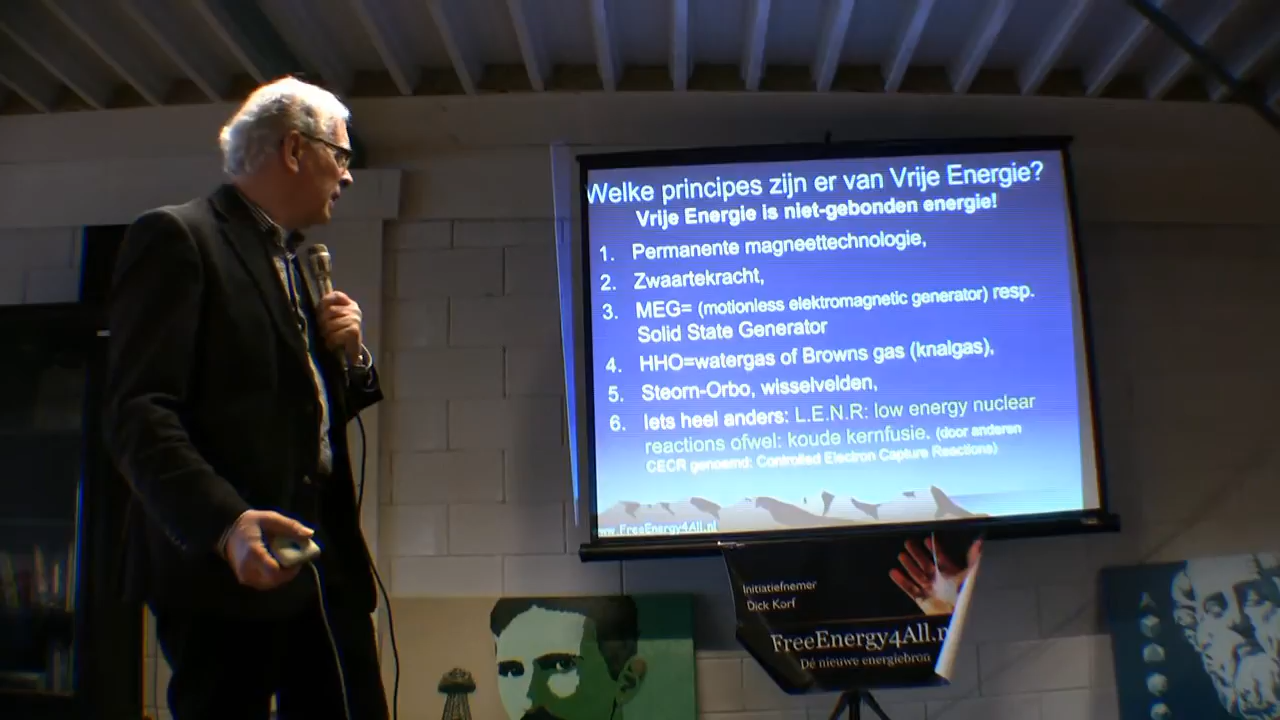 Welke principes zijn er van Vrije Energie?
Vrije Energie is niet-gebonden energie!
1. Permanente magneettechnologie,
2. Zwaartekracht,
3. MEG= (motionless elektromagnetic generator) resp.
Solid State Generator
4. HHO=watergas of Browns gas (knalgas),
5. Steorn-Orbo, wisselvelden,
6. Iets heel anders: L.E.N.R: low energy nuclear
reactions ofwel: koude kernfusie. (door anderen
CECR genoemd: Controlled Electron Capture Reactions)
www.FreeEnergy4All.nl
Initiatiefnemer
Dick Korf
FreeEnergy4All.n
Dé nieuwe energiebron